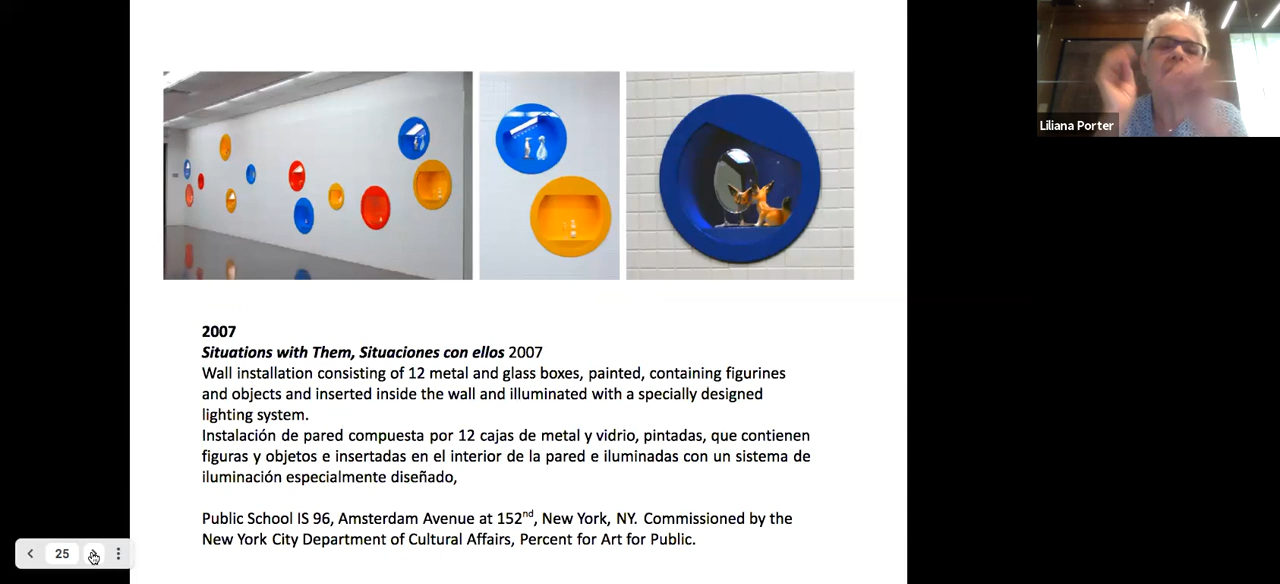 Liliana Porter
2007
Situations with Them, Situaciones con ellos 2007
Wall installation consisting of 12 metal and glass boxes, painted, containing figurines
and objects and inserted inside the wall and illuminated with a specially designed
lighting system.
Instalación de pared compuesta por 12 cajas de metal y vidrio, pintadas, que contienen
figuras y objetos e insertadas en el interior de la pared e iluminadas con un sistema de
iluminación especialmente diseñado,
Public School IS 96, Amsterdam Avenue at 152nd, New York, NY. Commissioned by the
New York City Department of Cultural Affairs, Percent for Art for Public.
25